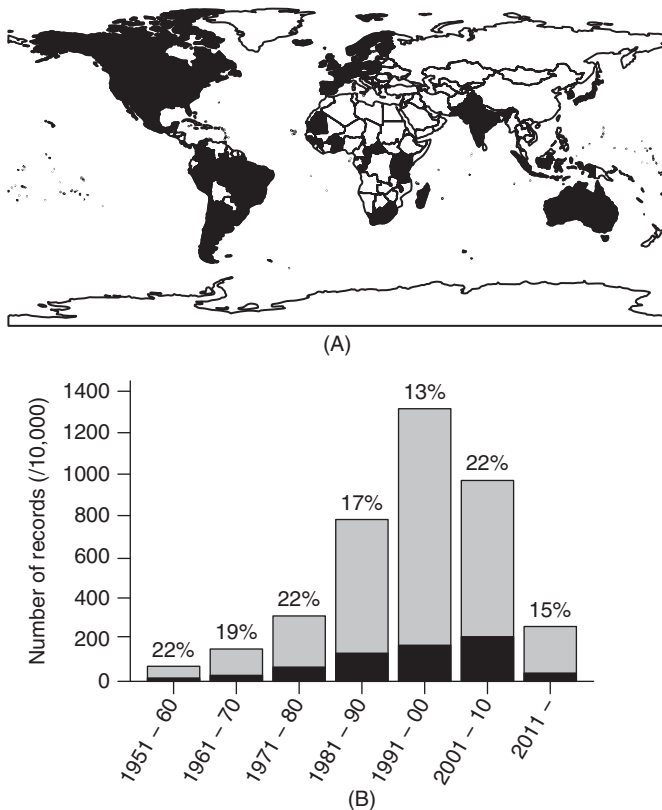 (A)
Number of records (/10,000)
1400
1200
1000
800
600
400
200
0
22%
19%
22%
17%
13%
22%
15%
1951 – 60
1961 – 70
1971 – 80
1981 – 90
1991 – 00
2001 – 10
2011 –
(B)